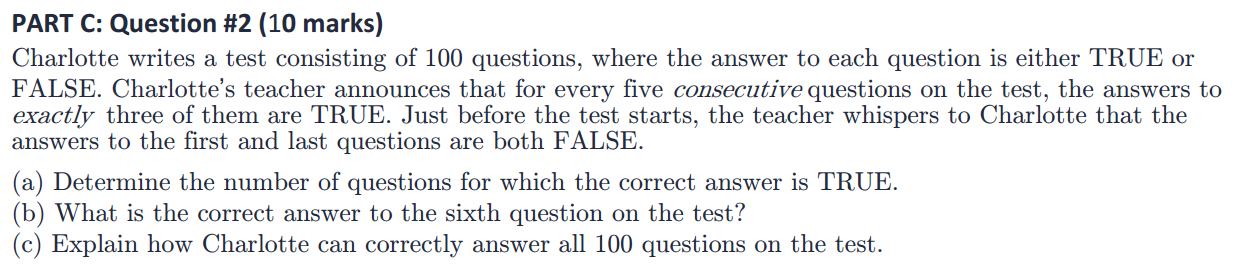 PART C: Question #2 (10 marks)
Charlotte writes a test consisting of 100 questions, where the answer to each question is either TRUE or
FALSE. Charlotte's teacher announces that for every five consecutive questions on the test, the answers to
exactly three of them are TRUE. Just before the test starts, the teacher whispers to Charlotte that the
answers to the first and last questions are both FALSE.
(a) Determine the number of questions for which the correct answer is TRUE.
(b) What is the correct answer to the sixth question on the test?
(c) Explain how Charlotte can correctly answer all 100 questions on the test.